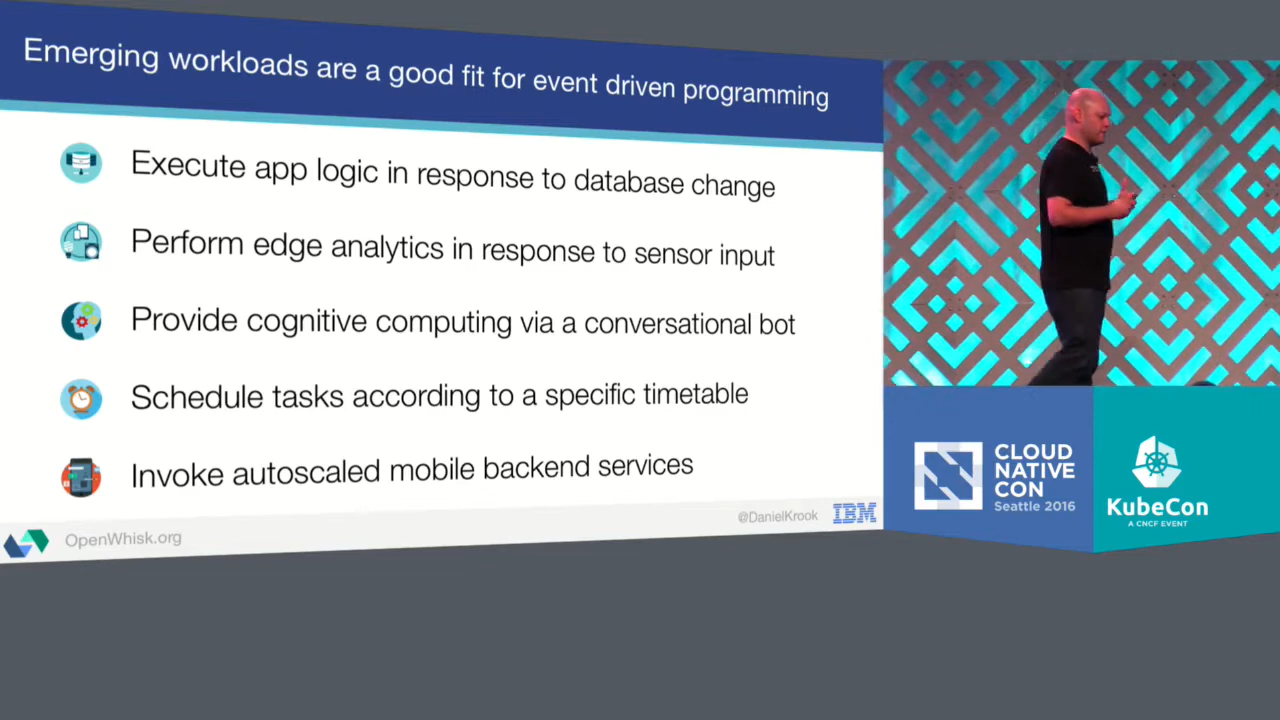 Emerging workloads are a good fit for event driven programming
Execute app logic in response to database change
Perform edge analytics in response to sensor input
Provide cognitive computing via a conversational bot
Schedule tasks according to a specific timetable
Invoke autoscaled mobile backend services
OpenWhisk.org
@DanielKrook
IBM
CLOUD
NATIVE
CON
Seattle 2016
KubeCon
A CNCF EVENT